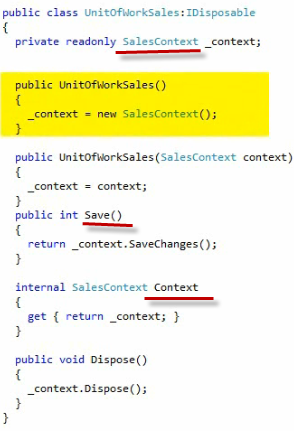 public class UnitOfWorkSales:IDisposable
{
private readonly SalesContext _context;
public UnitOfWorkSales()
{
_context = new SalesContext();
}
public UnitOfWorkSales(SalesContext context)
{
_context = context;
}
public int Save()
{
return _context.SaveChanges();
}
internal SalesContext Context
{
get { return _context; }
}
public void Dispose()
{
_context.Dispose();
}
}